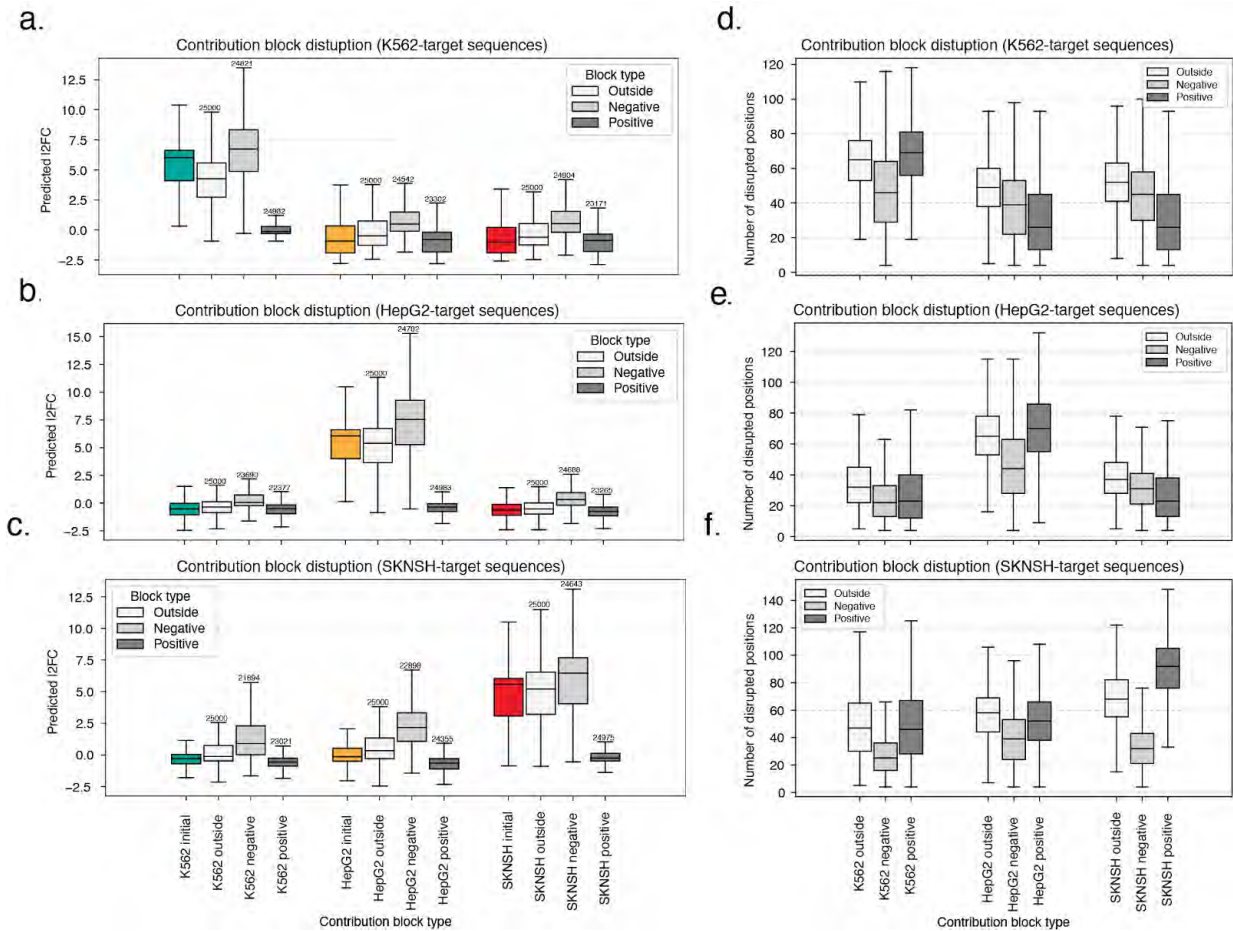 a.
Contribution block distuption (K562-target sequences)
Predicted l2FC
12.5
10.0
7.5
5.0
2.5
0.0
−2.5
Block type
Outside
Negative
Positive
25000
24821
24982
25000
24542
23302
25000
24804
23171
d.
Contribution block distuption (K562-target sequences)
Number of disrupted positions
120
100
80
60
40
20
0
Outside
Negative
Positive
b.
Contribution block distuption (HepG2-target sequences)
Predicted l2FC
15.0
12.5
10.0
7.5
5.0
2.5
0.0
−2.5
Block type
Outside
Negative
Positive
25000
22377
25000
24702
24983
25000
24688
23265
e.
Contribution block distuption (HepG2-target sequences)
Number of disrupted positions
120
100
80
60
40
20
0
Outside
Negative
Positive
c.
Contribution block distuption (SKNSH-target sequences)
Predicted l2FC
12.5
10.0
7.5
5.0
2.5
0.0
−2.5
Block type
Outside
Negative
Positive
25000
21894
23021
25000
22898
24355
25000
24643
24975
K562 initial
K562 outside
K562 negative
K562 positive
HepG2 initial
HepG2 outside
HepG2 negative
HepG2 positive
SKNSH initial
SKNSH outside
SKNSH negative
SKNSH positive
Contribution block type
f.
Contribution block distuption (SKNSH-target sequences)
Number of disrupted positions
140
120
100
80
60
40
20
0
Outside
Negative
Positive
K562 outside
K562 negative
K562 positive
HepG2 outside
HepG2 negative
HepG2 positive
SKNSH outside
SKNSH negative
SKNSH positive
Contribution block type